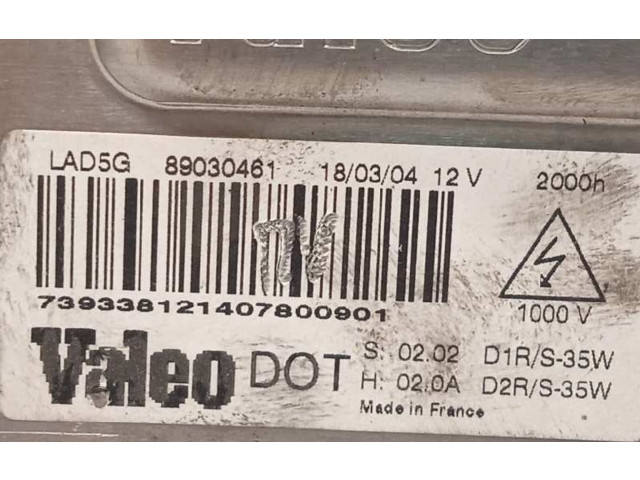 LAD5G 89030461 18/03/04 12 V 2000h
1000 V
739338121407800901
Valeo DOT S: 02.02 D1R/S-35W
H: 02.0A D2R/S-35W
Made in France